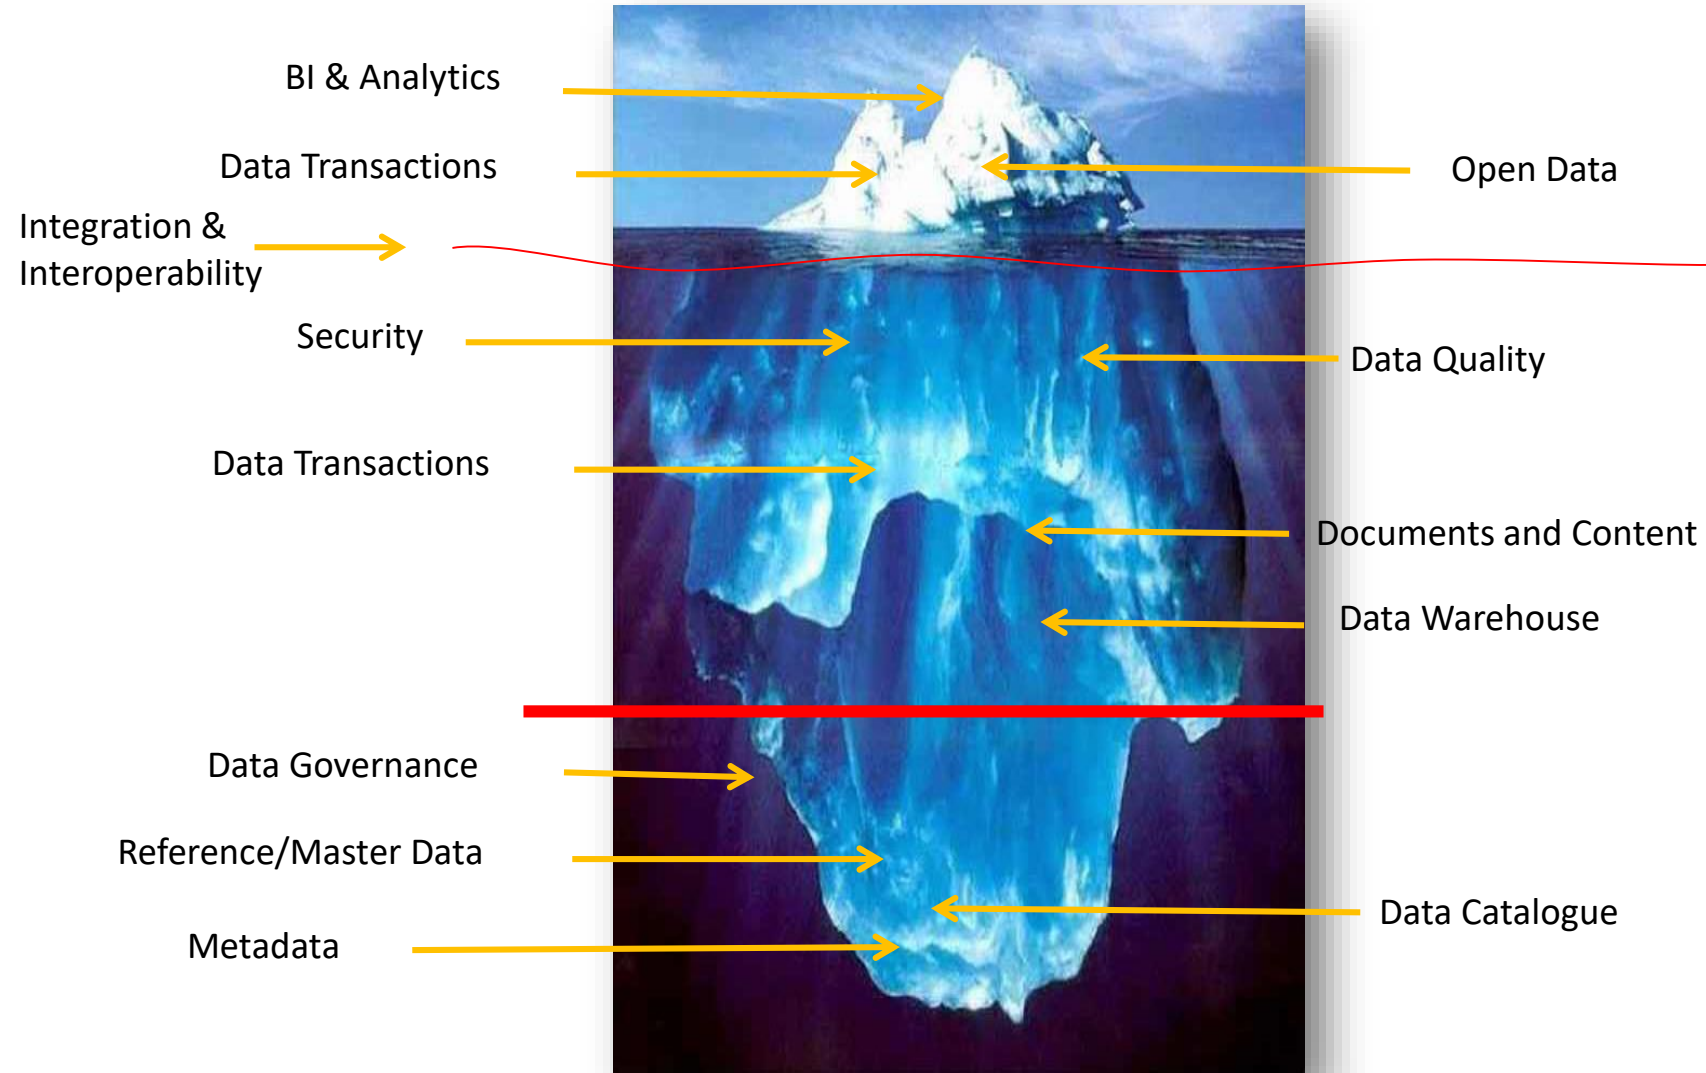 BI & Analytics
Data Transactions
Open Data
Integration &
Interoperability
Security
Data Quality
Data Transactions
Documents and Content
Data Warehouse
Data Governance
Reference/Master Data
Data Catalogue
Metadata